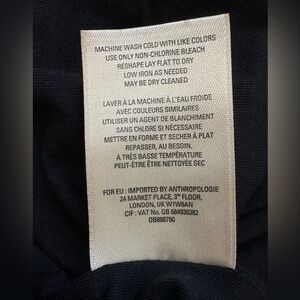 MACHINE WASH COLD WITH LIKE COLORS
USE ONLY NON-CHLORINE BLEACH
RESHAPE LAY FLAT TO DRY
LOW IRON AS NEEDED
MAY BE DRY CLEANED
LAVER À LA MACHINE À L'EAU FROIDE
AVEC COULEURS SIMILAIRES
UTILISER UN AGENT DE BLANCHIMENT
SANS CHLORE SI NÉCESSAIRE
METTRE EN FORME ET SECHER À PLAT
REPASSER, AU BESOIN,
À TRÈS BASSE TEMPÉRATURE
PEUT-ÊTRE ÊTRE NETTOYÉE SEC
FOR EU : IMPORTED BY ANTHROPOLOGIE
24 MARKET PLACE, 3RD FLOOR,
LONDON, UK W1W8AN
CIF : VAT No. GB 684936382
OB888750